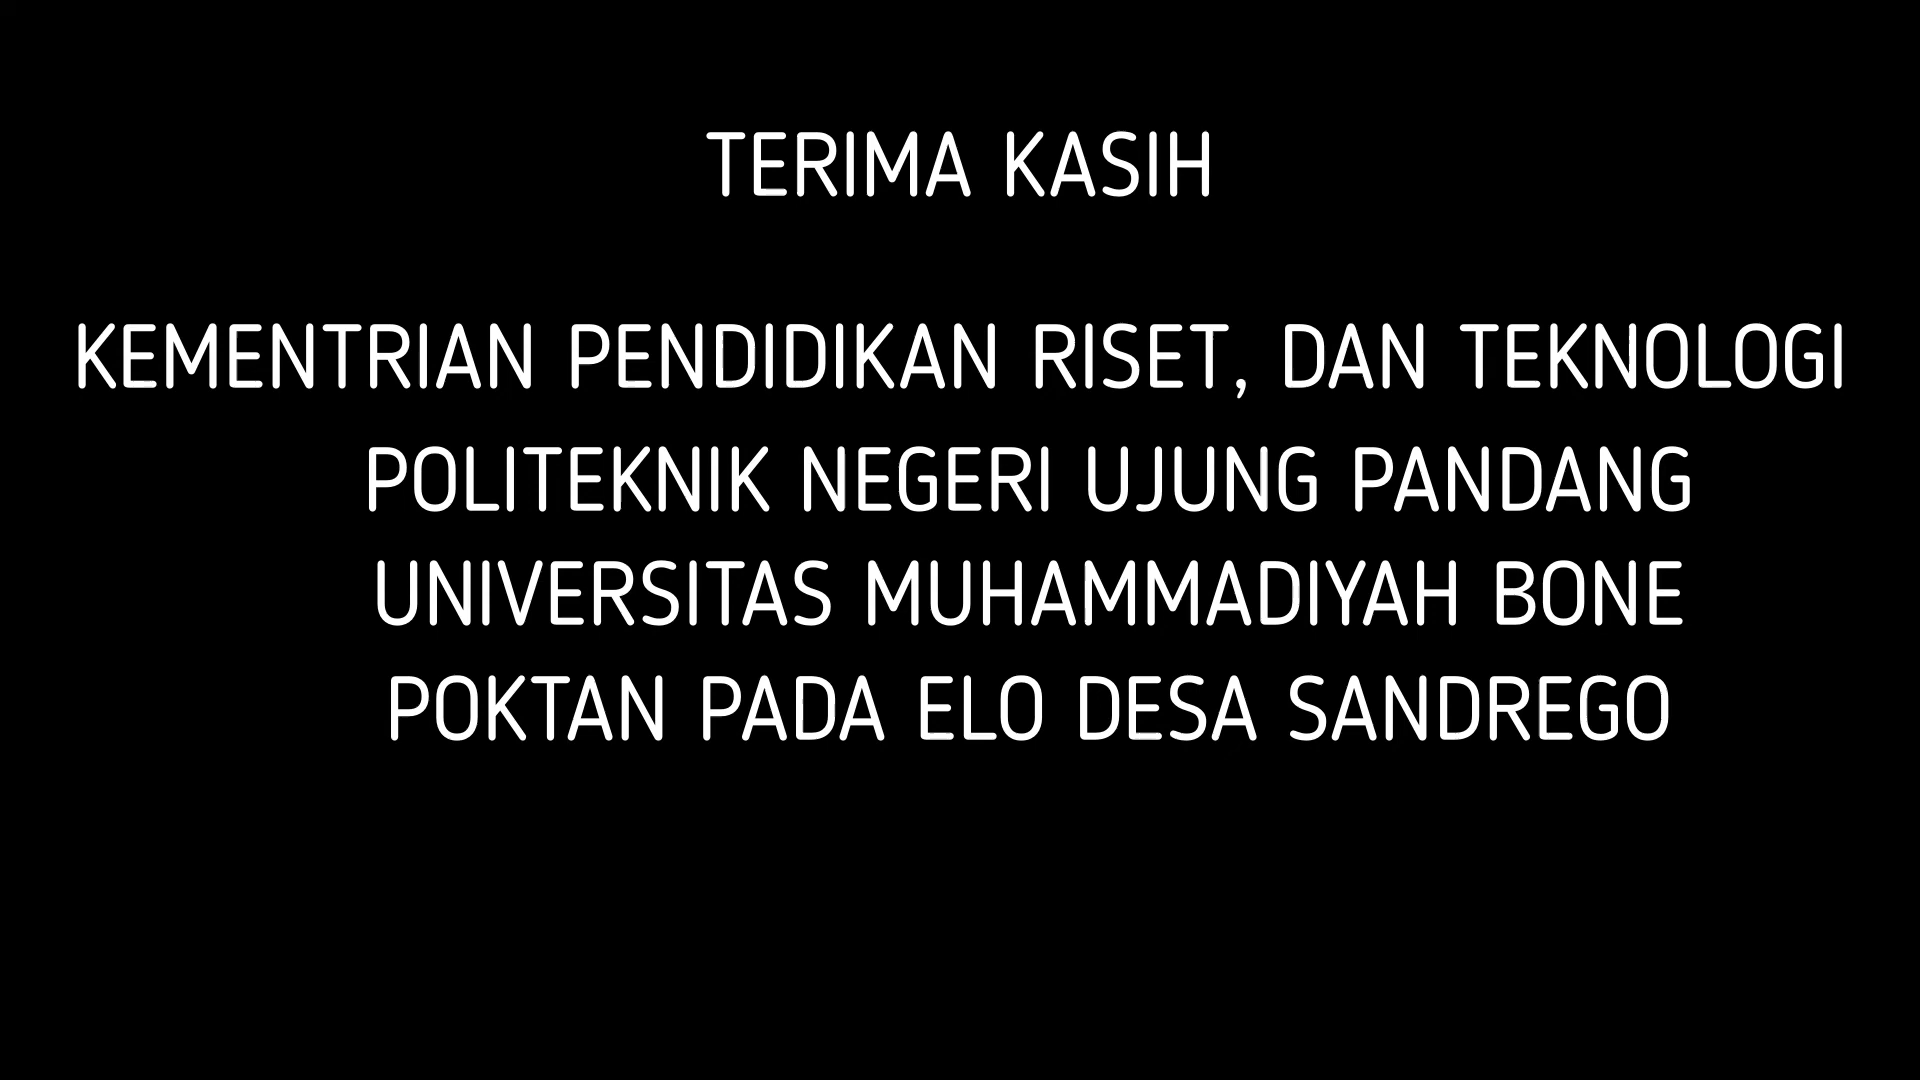 TERIMA KASIH
KEMENTRIAN PENDIDIKAN RISET, DAN TEKNOLOGI
POLITEKNIK NEGERI UJUNG PANDANG
UNIVERSITAS MUHAMMADIYAH BONE
POKTAN PADA ELO DESA SANDREGO